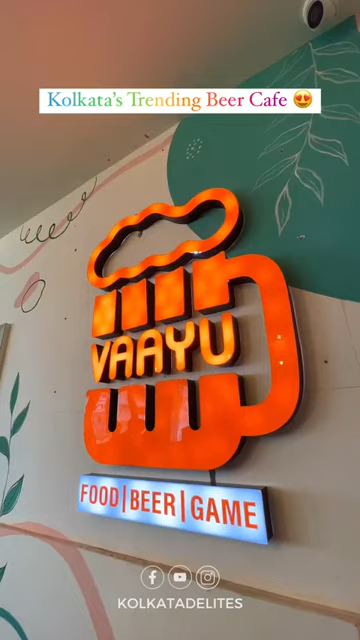 Kolkata's Trending Beer Cafe 😍
VAAYU
FOOD|BEER|GAME
KOLKATADELITES